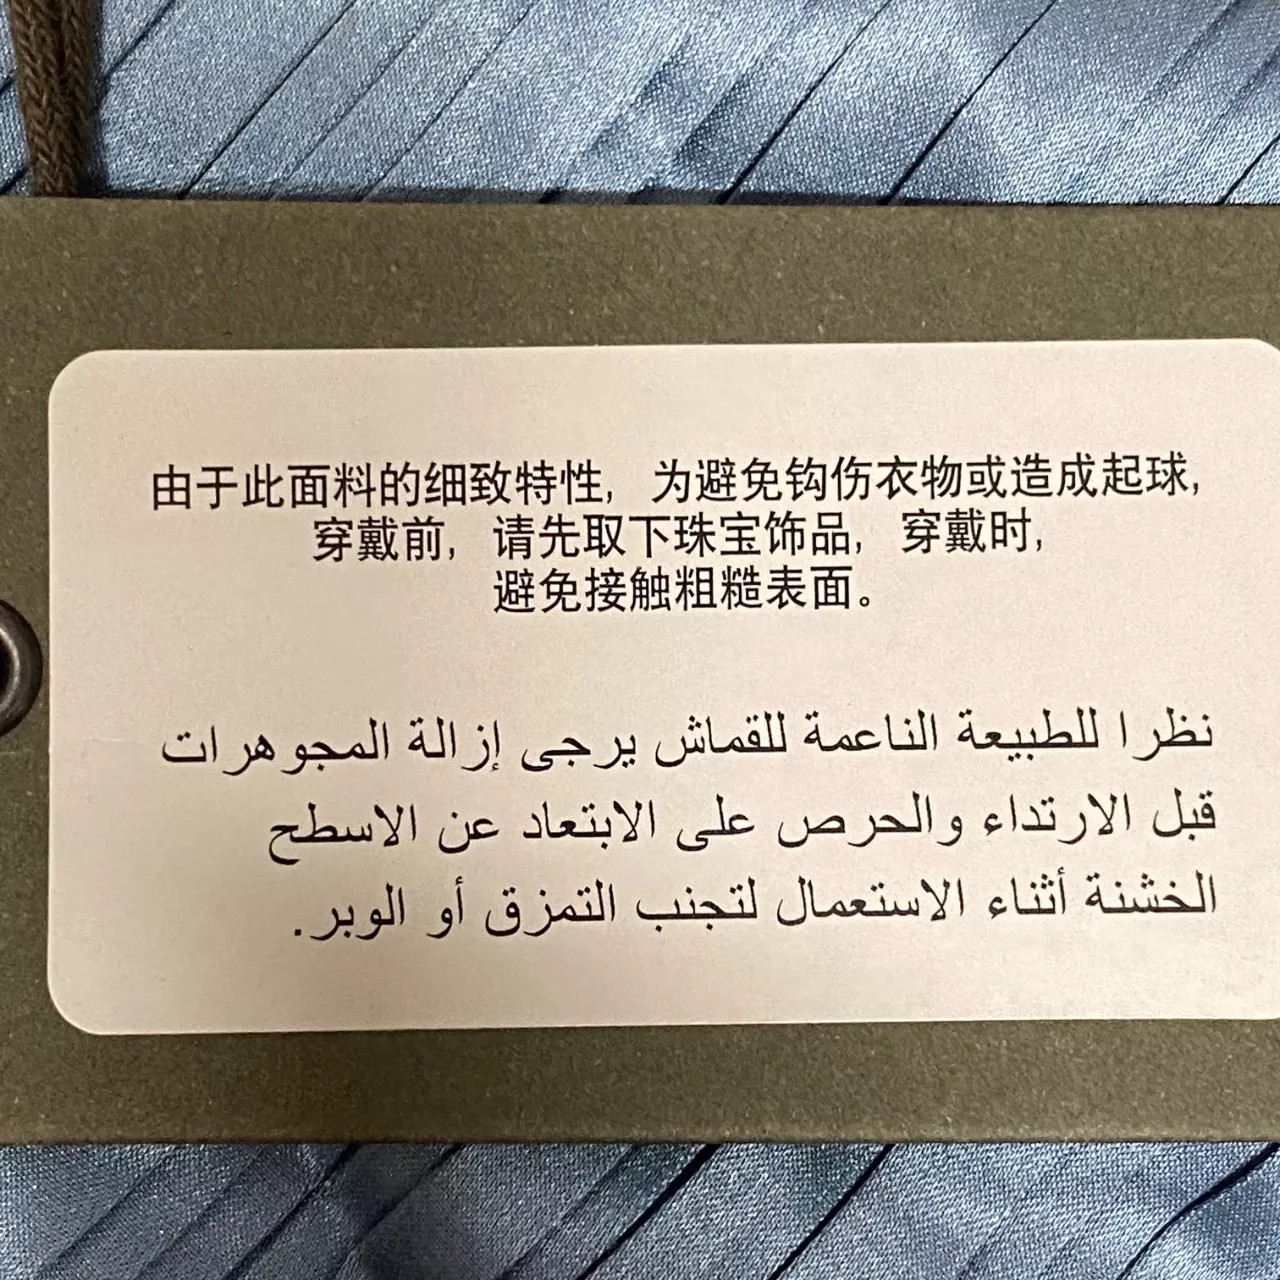 由于此面料的细致特性, 为避免钩伤衣物或造成起球,
穿戴前, 请先取下珠宝饰品, 穿戴时,
避免接触粗糙表面。
نظرا للطبيعة الناعمة للقماش يرجى إزالة المجوهرات
قبل الارتداء والحرص على الابتعاد عن الاسطح
الخشنة أثناء الاستعمال لتجنب التمزق أو الوبر.